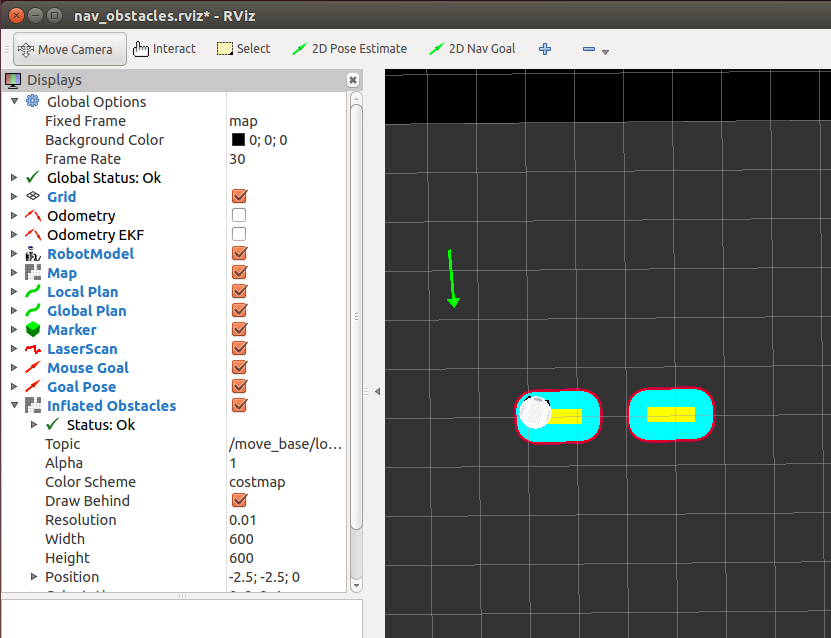 nav_obstacles.rviz* - RViz
Move Camera Interact Select 2D Pose Estimate 2D Nav Goal
Displays
Global Options
Fixed Frame map
Background Color 0; 0; 0
Frame Rate 30
Global Status: Ok
Grid
Odometry
Odometry EKF
RobotModel
Map
Local Plan
Global Plan
Marker
LaserScan
Mouse Goal
Goal Pose
Inflated Obstacles
Status: Ok
Topic /move_base/lo...
Alpha 1
Color Scheme costmap
Draw Behind
Resolution 0.01
Width 600
Height 600
Position -2.5; -2.5; 0